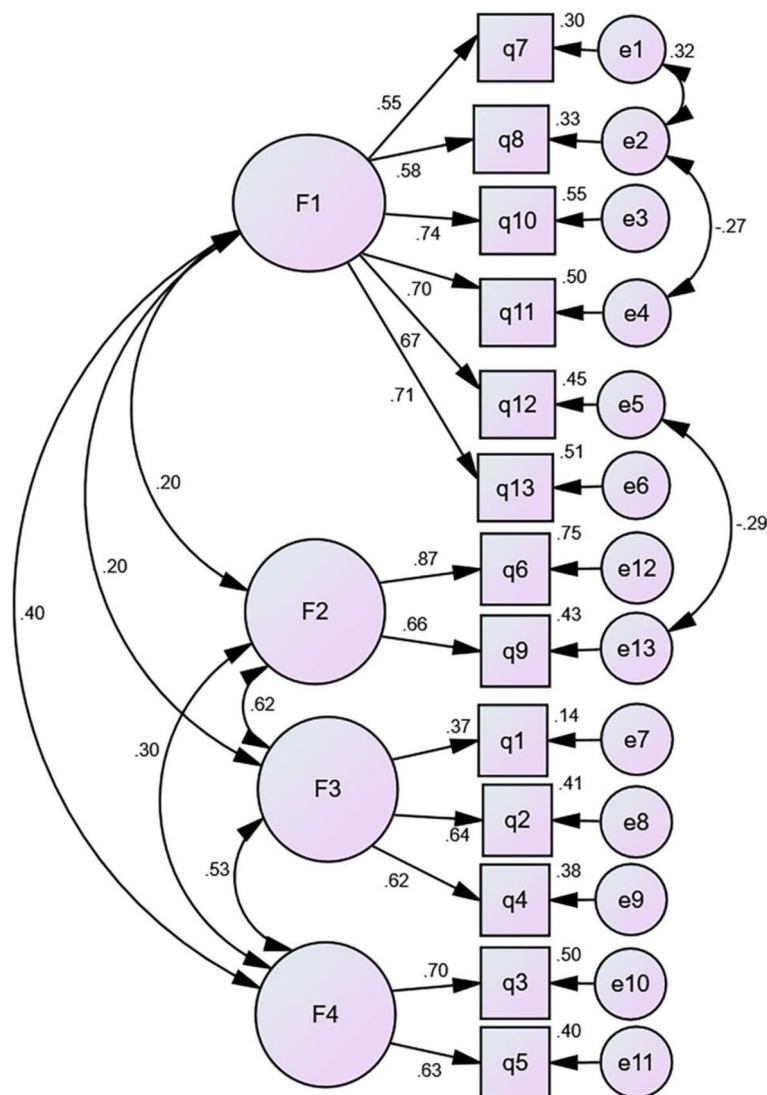 .30
q7
e1
.32
.55
.33
q8
e2
.58
F1
.55
q10
e3
.74
-.27
.50
.70
q11
e4
67
.45
q12
e5
.71
.51
q13
e6
.20
-.29
.75
.87
q6
e12
.20
F2
.43
.40
.66
q9
e13
.62
.37
.14
q1
e7
.30
F3
.41
q2
e8
.64
.53
.62
.38
q4
e9
.50
.70
q3
e10
F4
.40
q5
e11
.63